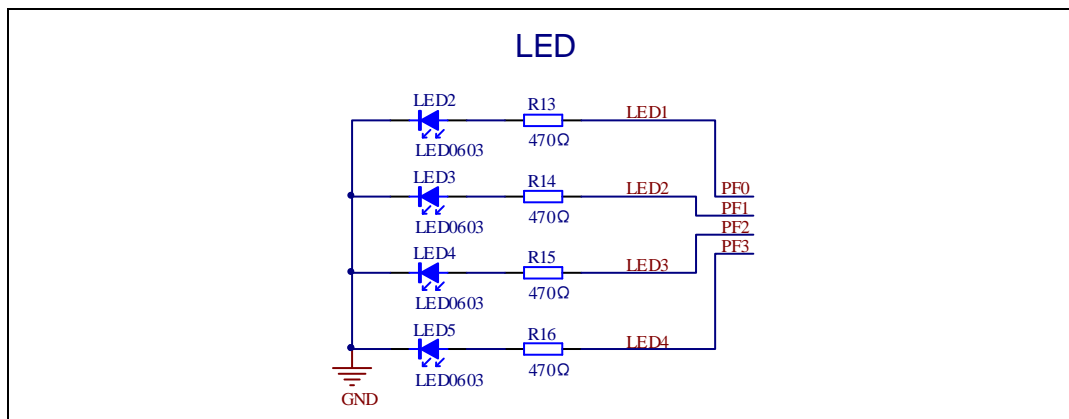 LED
LED2 R13 LED1
LED0603 470Ω
LED3 R14 LED2 PF0
PF1
LED0603 470Ω
PF2
LED4 R15 LED3 PF3
LED0603 470Ω
LED5 R16 LED4
LED0603 470Ω
GND